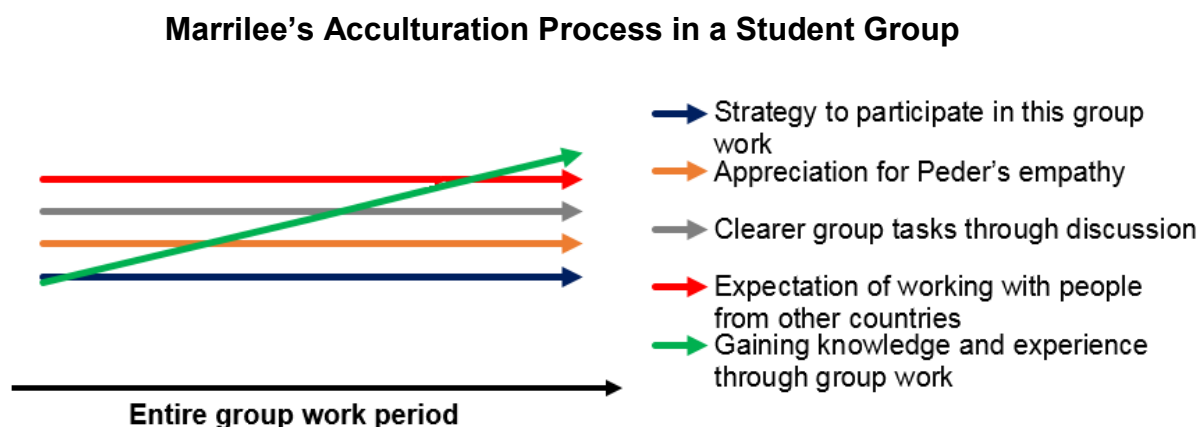 Marrilee’s Acculturation Process in a Student Group
Strategy to participate in this group
work
Appreciation for Peder’s empathy
Clearer group tasks through discussion
Expectation of working with people
from other countries
Gaining knowledge and experience
through group work
Entire group work period